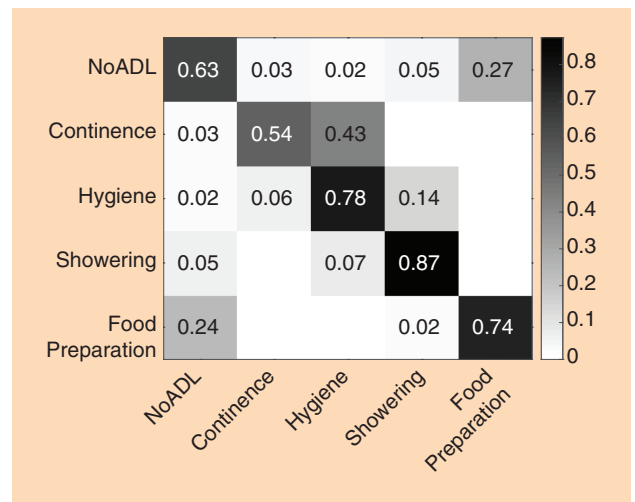 NoADL 0.63 0.03 0.02 0.05 0.27
Continence 0.03 0.54 0.43
Hygiene 0.02 0.06 0.78 0.14
Showering 0.05 0.07 0.87
Food
Preparation 0.24 0.02 0.74
NoADL
Continence
Hygiene
Showering
Food
Preparation
0.8
0.7
0.6
0.5
0.4
0.3
0.2
0.1
0